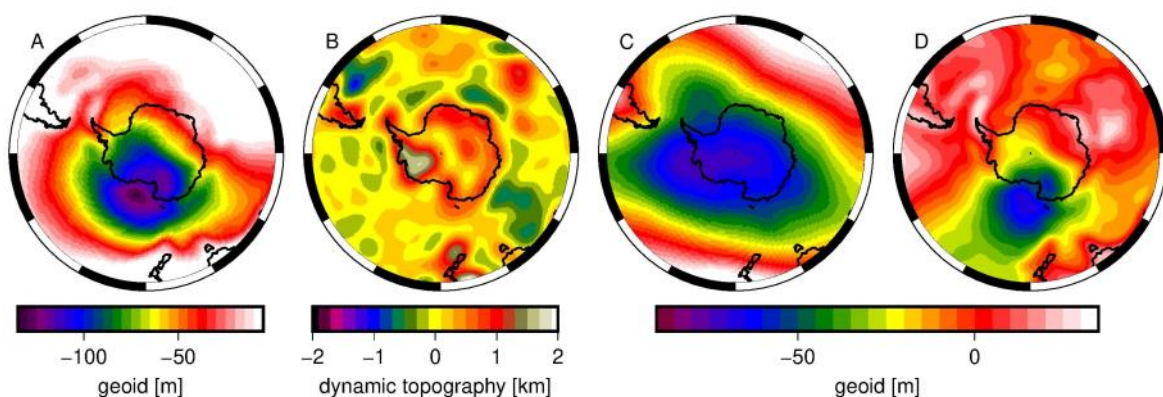 A B C D
−100 −50 −2 −1 0 1 2 −50 0
geoid [m] dynamic topography [km] geoid [m]